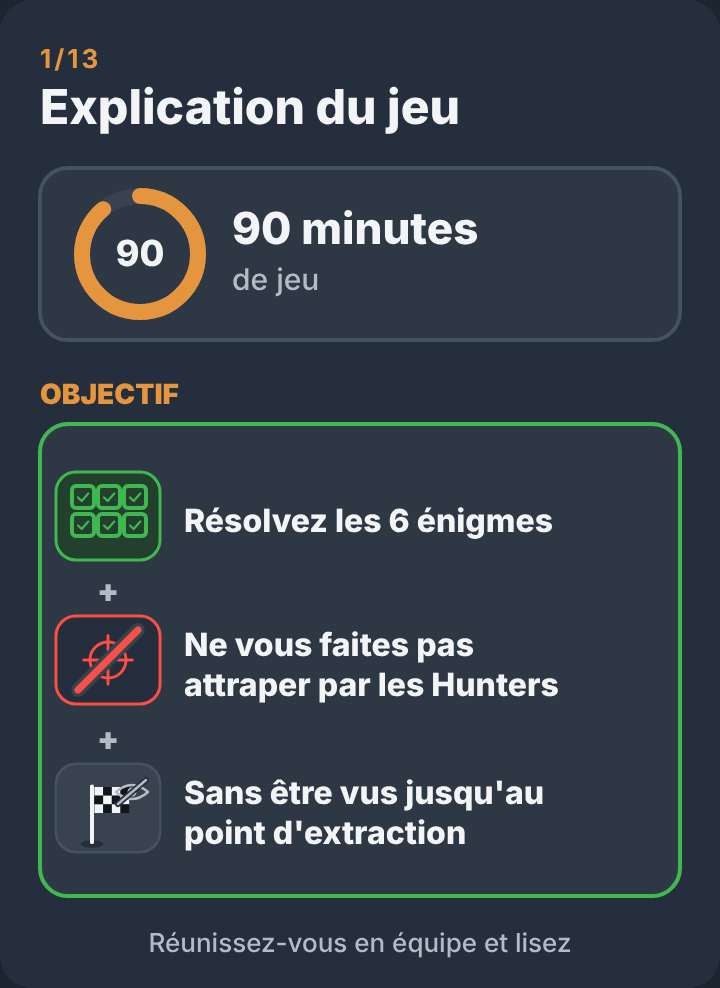 1/13
Explication du jeu
90
90 minutes
de jeu
OBJECTIF
Résolvez les 6 énigmes
+
Ne vous faites pas
attraper par les Hunters
+
Sans être vus jusqu'au
point d'extraction
Réunissez-vous en équipe et lisez